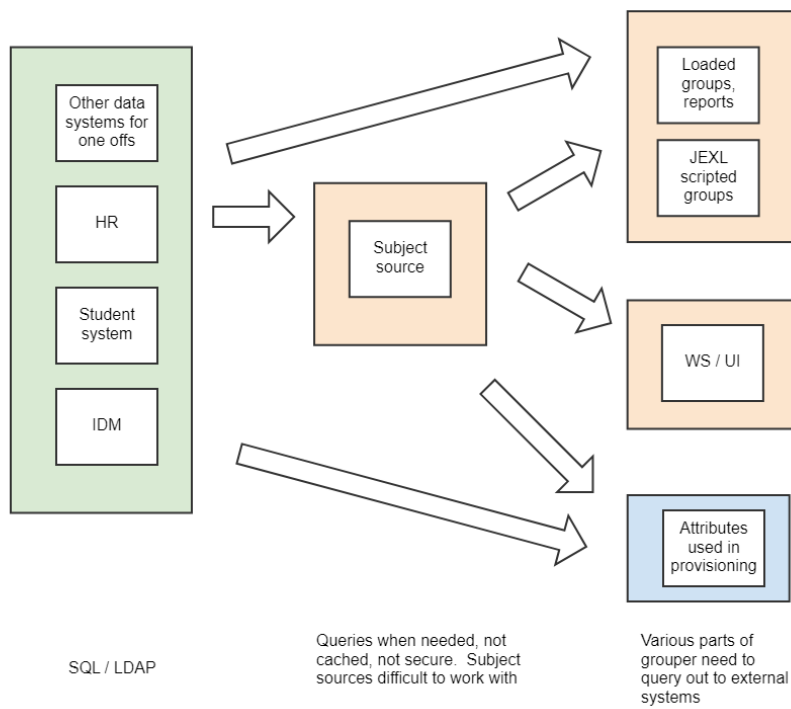 Other data
systems for
one offs
HR
Student
system
IDM
SQL / LDAP
Subject
source
Queries when needed, not
cached, not secure.  Subject
sources difficult to work with
Loaded
groups,
reports
JEXL
scripted
groups
WS / UI
Attributes
used in
provisioning
Various parts of
grouper need to
query out to external
systems